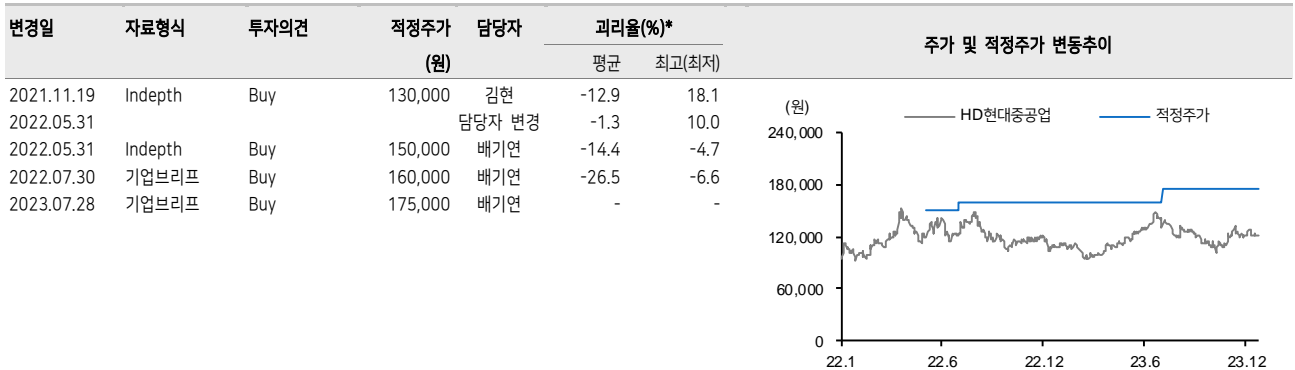 변경일 자료형식 투자의견 적정주가 담당자 괴리율(%)*
(원) 평균 최고(최저)
2021.11.19 Indepth Buy 130,000 김현 -12.9 18.1
2022.05.31 담당자 변경 -1.3 10.0
2022.05.31 Indepth Buy 150,000 배기연 -14.4 -4.7
2022.07.30 기업브리프 Buy 160,000 배기연 -26.5 -6.6
2023.07.28 기업브리프 Buy 175,000 배기연 - -
주가 및 적정주가 변동추이
(원)
HD현대중공업 적정주가
240,000
180,000
120,000
60,000
0
22.1 22.6 22.12 23.6 23.12